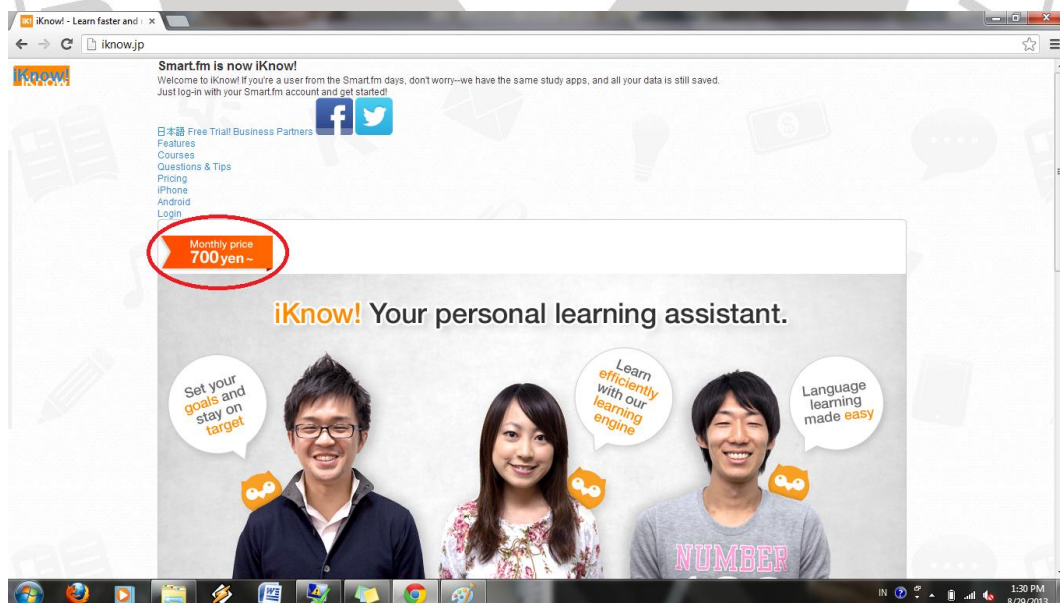 iKnow! - Learn faster and
iknow.jp
iKnow!
Smart.fm is now iKnow!
Welcome to iKnow! If you're a user from the Smart.fm days, don't worry--we have the same study apps, and all your data is still saved.
Just log-in with your Smart.fm account and get started!
日本語 Free Trial! Business Partners
Features
Courses
Questions & Tips
Pricing
iPhone
Android
Login
Monthly price
700 yen ~
iKnow! Your personal learning assistant.
Set your
goals and
stay on
target
Learn
efficiently
with our
learning
engine
Language
learning
made easy
NUMBER
IN
1:30 PM
8/29/2013